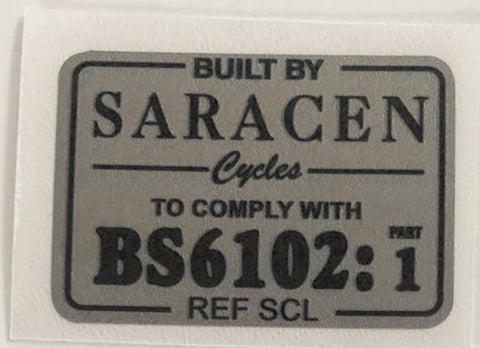 BUILT BY
SARACEN
Cycles
TO COMPLY WITH
BS6102: PART 1
REF SCL